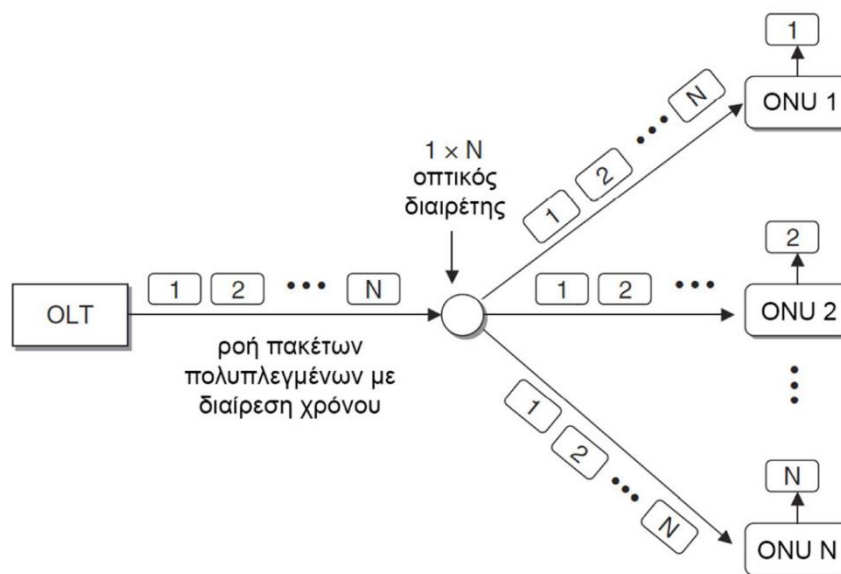 1
ONU 1
1 2 ••• N
1 × N
οπτικός
διαιρέτης
2
1 2 ••• N
1 2 •••
OLT
ONU 2
ροή πακέτων
πολυπλεγμένων με
διαίρεση χρόνου
1 2 ••• N
N
ONU N